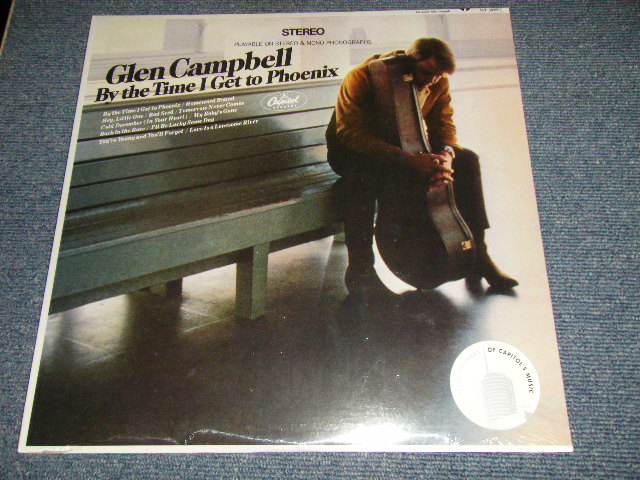 STEREO
PLAYABLE ON STEREO & MONO PHONOGRAPHS
Glen Campbell
By the Time I Get to Phoenix
Capitol
By the Time I Get to Phoenix / Homeward Bound
Hey, Little One / Bad Seed / Tomorrow Never Comes
Cold December (In Your Heart) / My Baby's Gone
Back in the Race / I'll Be Lucky Some Day
You're Young and You'll Forget / Love Is a Lonesome River
OF CAPITOL'S MUSIC